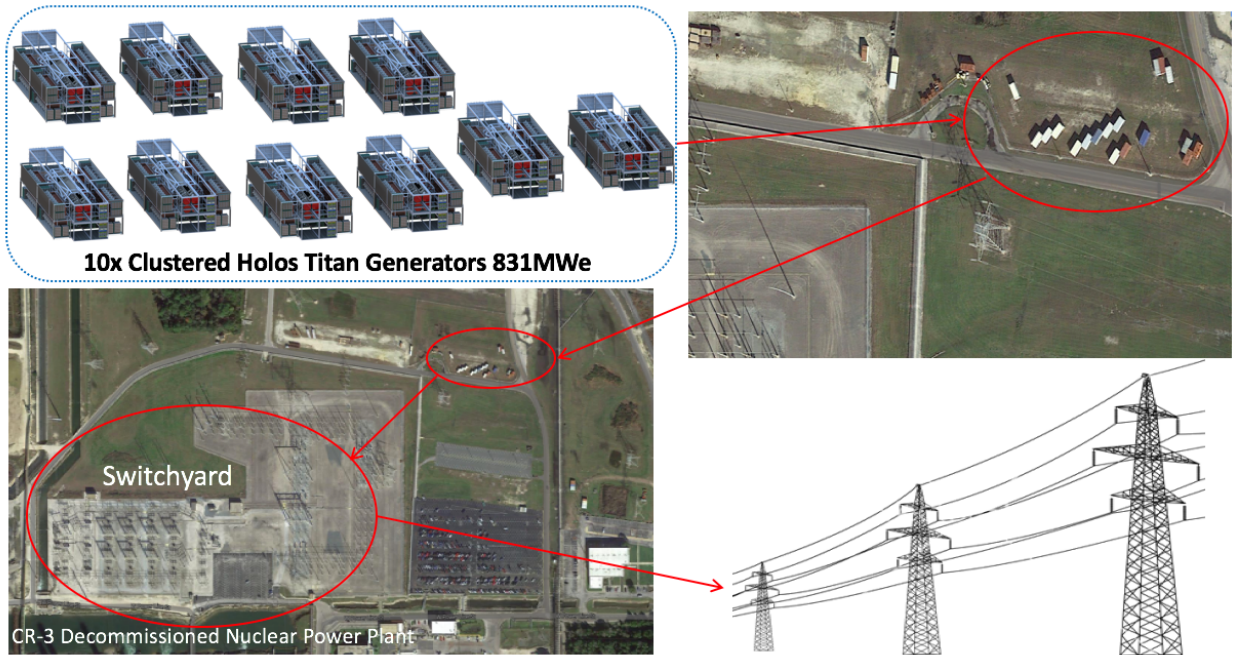 10x Clustered Holos Titan Generators 831MWe
Switchyard
CR-3 Decommissioned Nuclear Power Plant